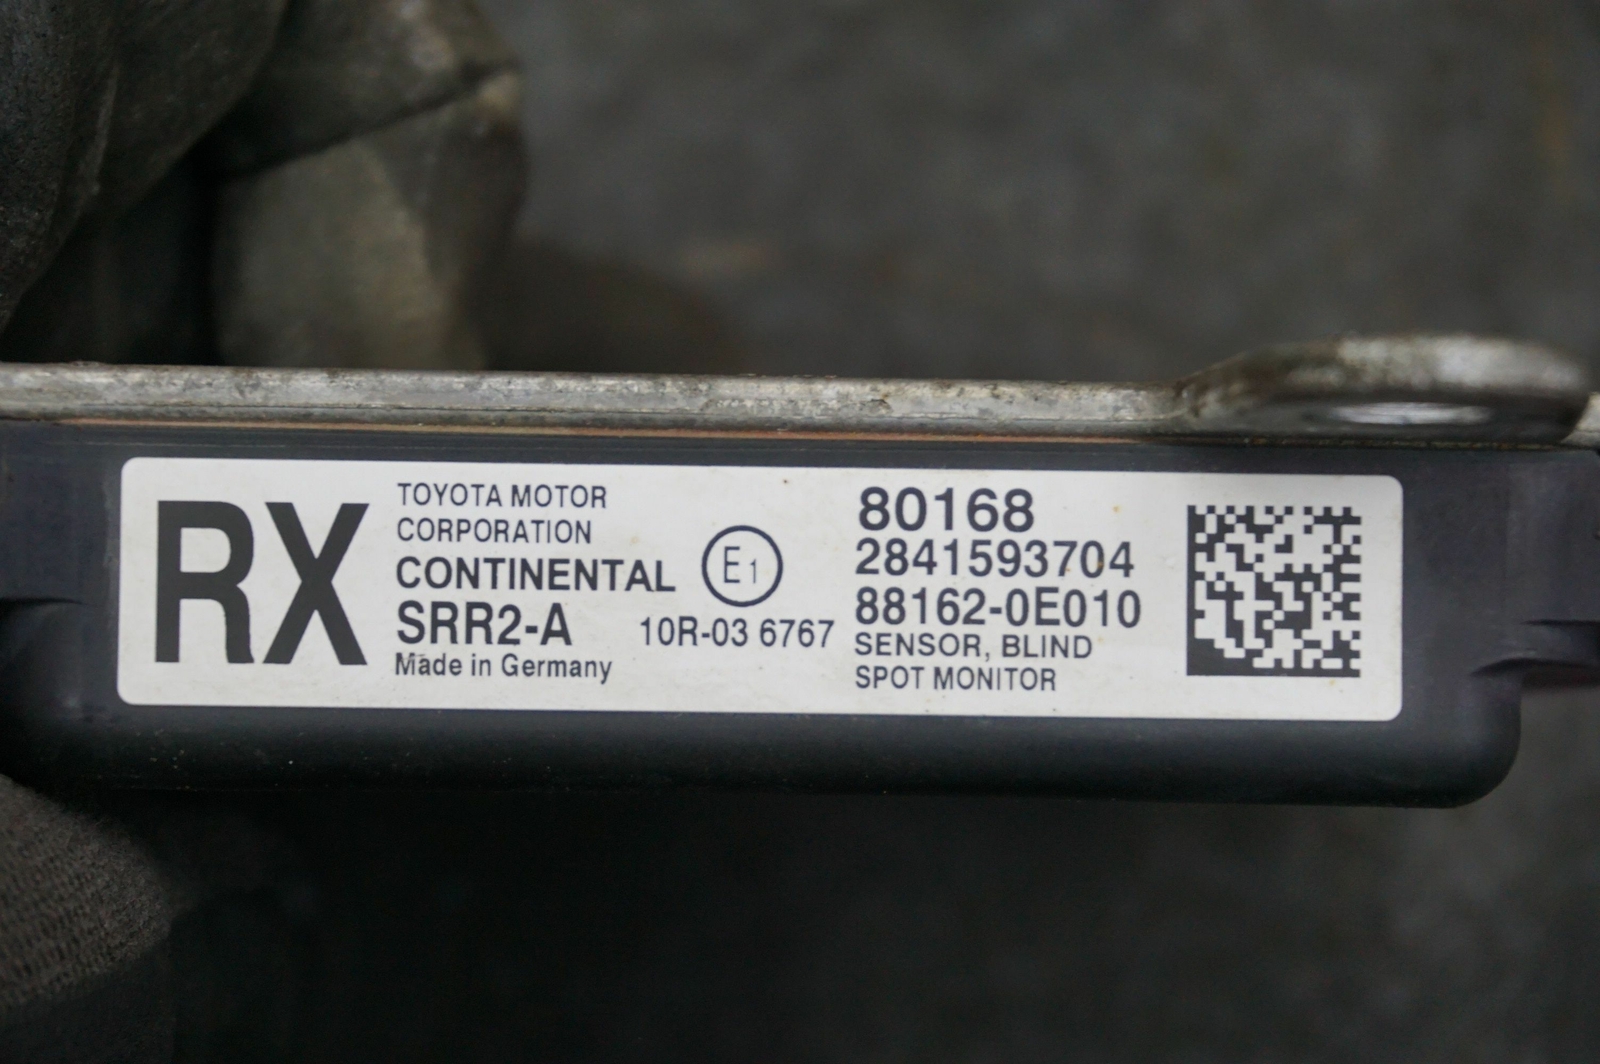 RX
TOYOTA MOTOR
CORPORATION
CONTINENTAL
SRR2-A
Made in Germany
E1
10R-03 6767
80168
2841593704
88162-0E010
SENSOR, BLIND
SPOT MONITOR